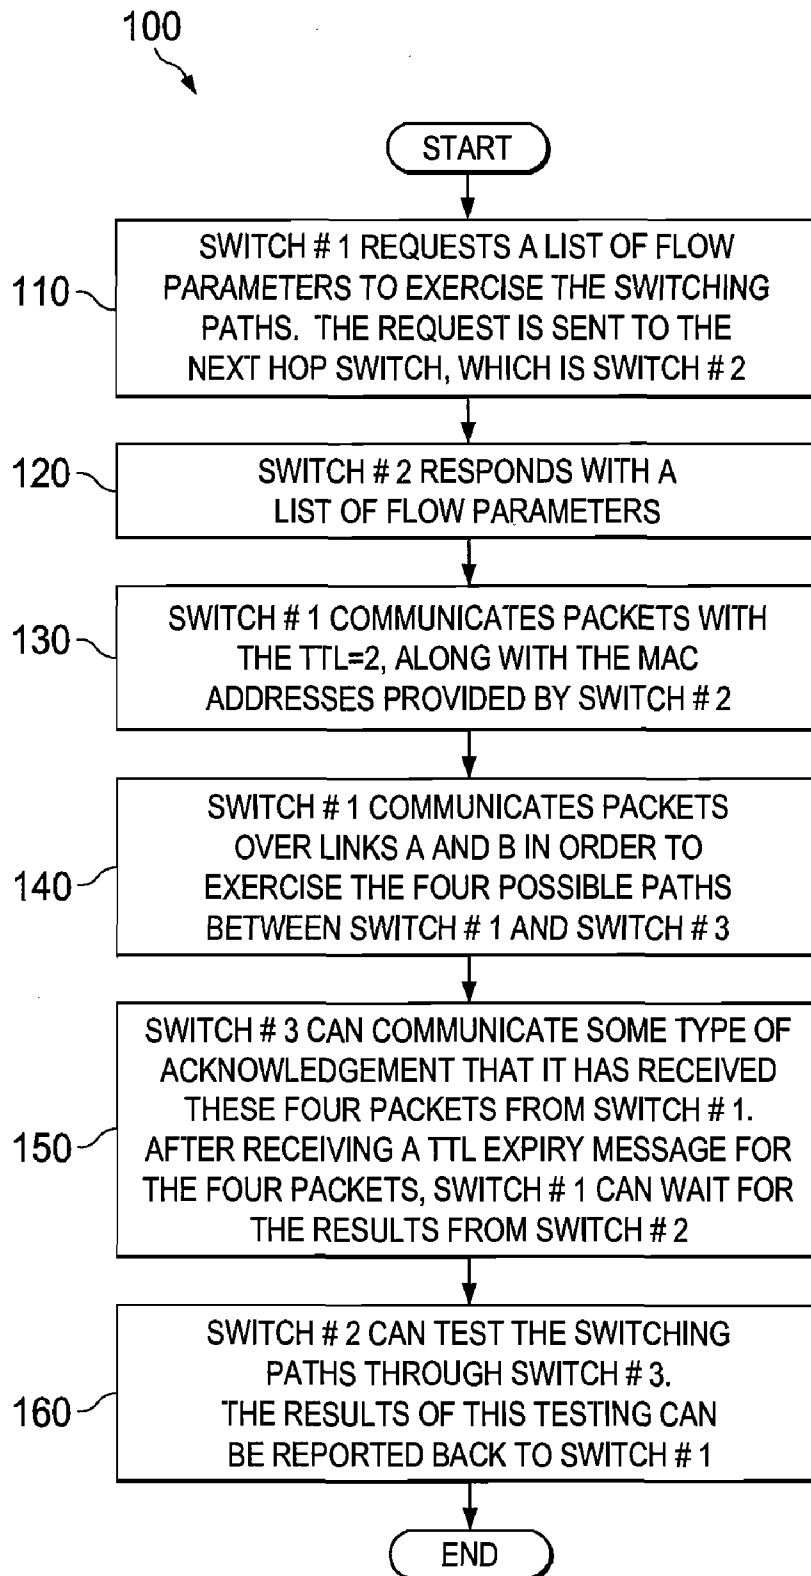 100
START
110
SWITCH # 1 REQUESTS A LIST OF FLOW
PARAMETERS TO EXERCISE THE SWITCHING
PATHS. THE REQUEST IS SENT TO THE
NEXT HOP SWITCH, WHICH IS SWITCH # 2
120
SWITCH # 2 RESPONDS WITH A
LIST OF FLOW PARAMETERS
130
SWITCH # 1 COMMUNICATES PACKETS WITH
THE TTL=2, ALONG WITH THE MAC
ADDRESSES PROVIDED BY SWITCH # 2
140
SWITCH # 1 COMMUNICATES PACKETS
OVER LINKS A AND B IN ORDER TO
EXERCISE THE FOUR POSSIBLE PATHS
BETWEEN SWITCH # 1 AND SWITCH # 3
150
SWITCH # 3 CAN COMMUNICATE SOME TYPE OF
ACKNOWLEDGEMENT THAT IT HAS RECEIVED
THESE FOUR PACKETS FROM SWITCH # 1.
AFTER RECEIVING A TTL EXPIRY MESSAGE FOR
THE FOUR PACKETS, SWITCH # 1 CAN WAIT FOR
THE RESULTS FROM SWITCH # 2
160
SWITCH # 2 CAN TEST THE SWITCHING
PATHS THROUGH SWITCH # 3.
THE RESULTS OF THIS TESTING CAN
BE REPORTED BACK TO SWITCH # 1
END